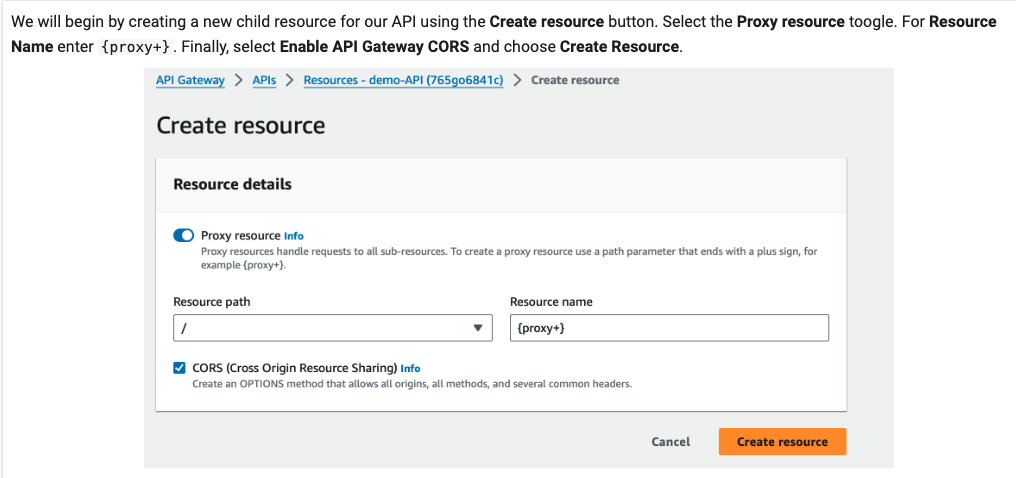 We will begin by creating a new child resource for our API using the Create resource button. Select the Proxy resource toogle. For Resource
Name enter {proxy+}. Finally, select Enable API Gateway CORS and choose Create Resource.
API Gateway > APIs > Resources - demo-API (765go6841c) > Create resource
Create resource
Resource details
Proxy resource Info
Proxy resources handle requests to all sub-resources. To create a proxy resource use a path parameter that ends with a plus sign, for
example {proxy+}.
Resource path Resource name
/ {proxy+}
CORS (Cross Origin Resource Sharing) Info
Create an OPTIONS method that allows all origins, all methods, and several common headers.
Cancel Create resource